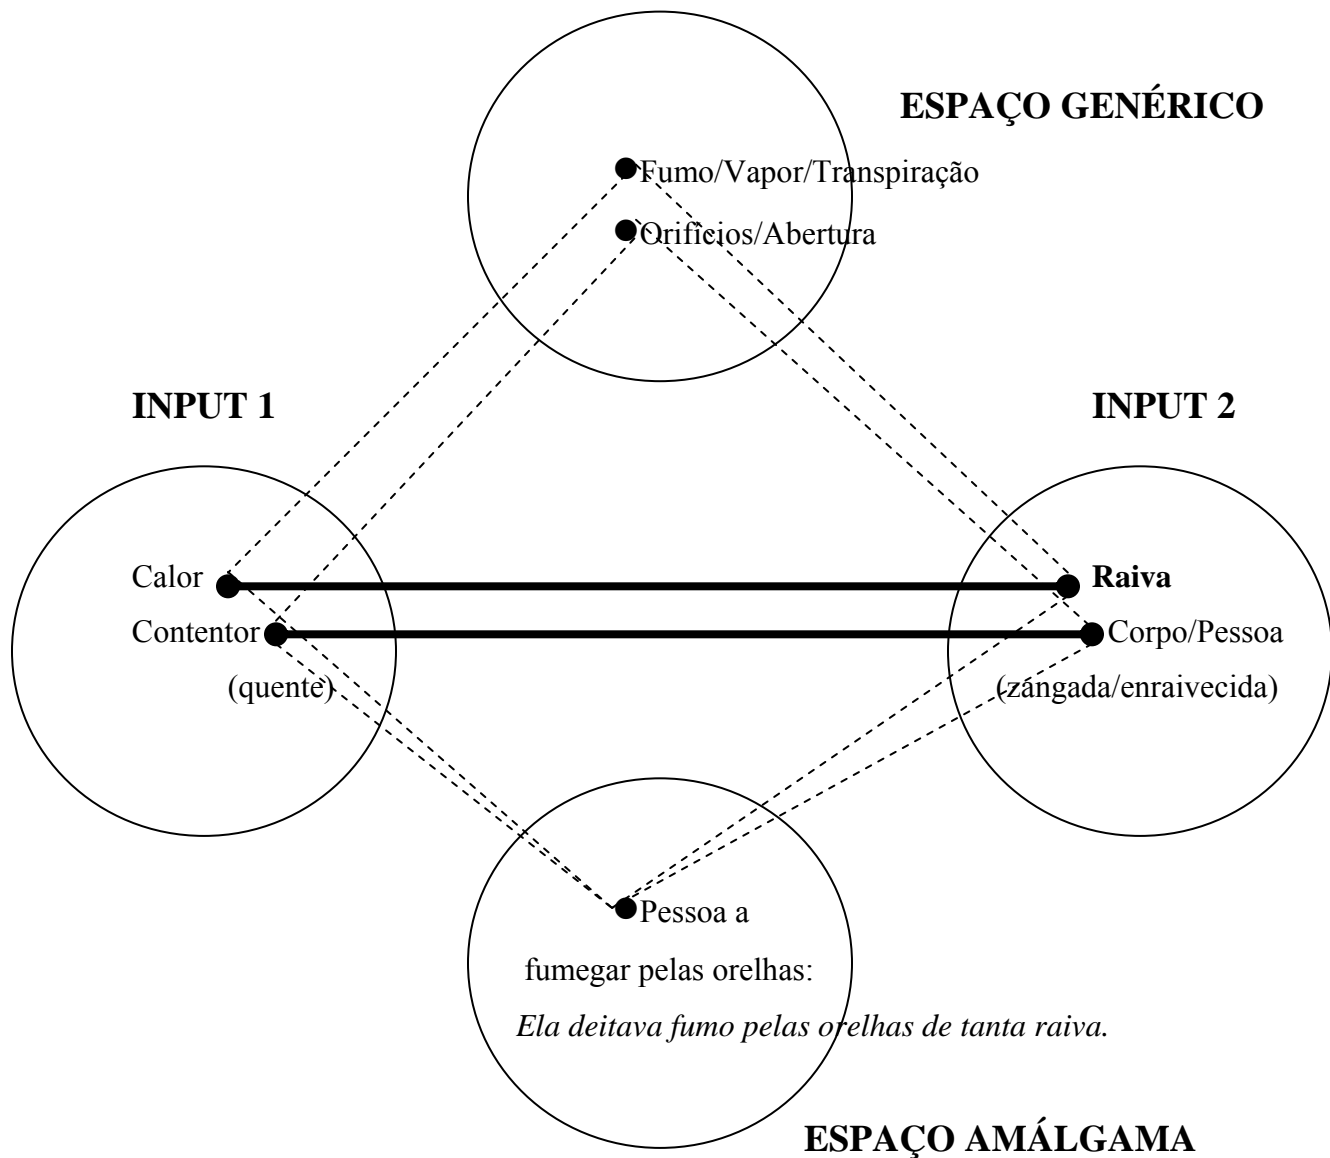 ESPAÇO GENÉRICO
Fumo/Vapor/Transpiração
Orifícios/Abertura
INPUT 1
INPUT 2
Calor
Raiva
Contentor
Corpo/Pessoa
(quente)
(zangada/enraivecida)
Pessoa a
fumegar pelas orelhas:
Ela deitava fumo pelas orelhas de tanta raiva.
ESPAÇO AMÁLGAMA